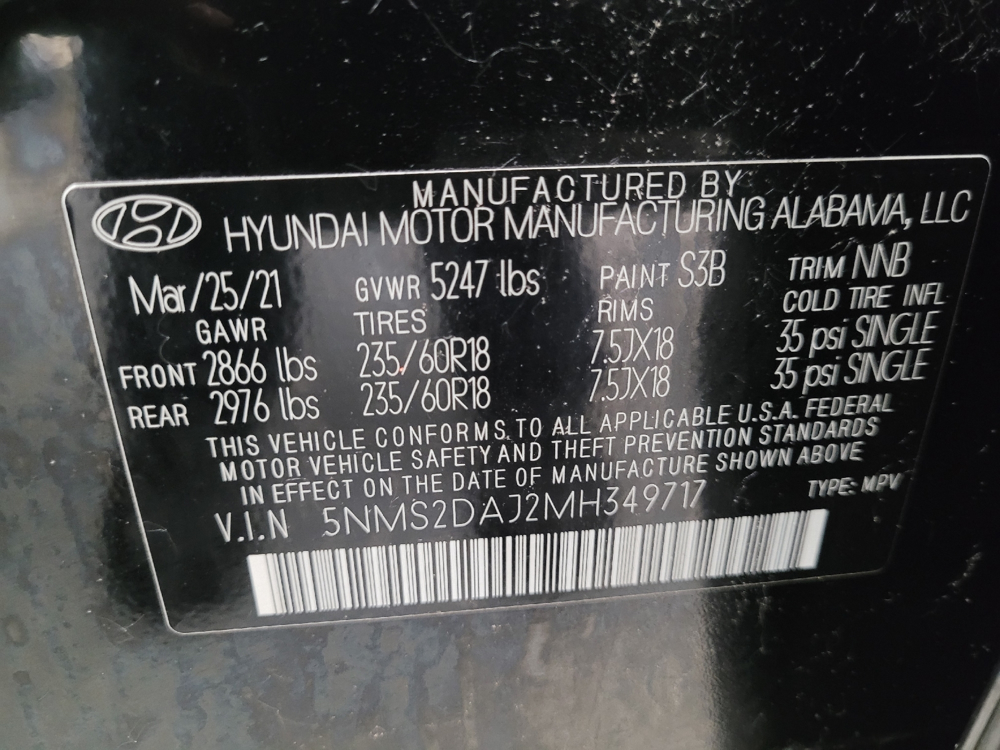 MANUFACTURED BY
HYUNDAI MOTOR MANUFACTURING ALABAMA, LLC
Mar/25/21 GVWR 5247 lbs PAINT S3B TRIM NNB
GAWR TIRES RIMS COLD TIRE INFL
FRONT 2866 lbs 235/60R18 7.5JX18 35 psi SINGLE
REAR 2976 lbs 235/60R18 7.5JX18 35 psi SINGLE
THIS VEHICLE CONFORMS TO ALL APPLICABLE U.S.A. FEDERAL
MOTOR VEHICLE SAFETY AND THEFT PREVENTION STANDARDS
IN EFFECT ON THE DATE OF MANUFACTURE SHOWN ABOVE
V.I.N 5NMS2DAJ2MH349717 TYPE: MPV